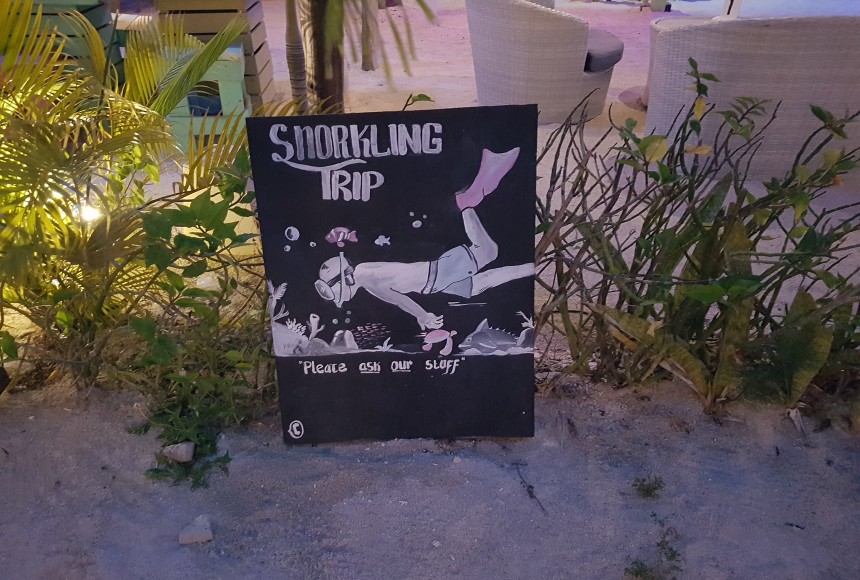 SNORKLING
TRIP
"Please ask our staff"
C